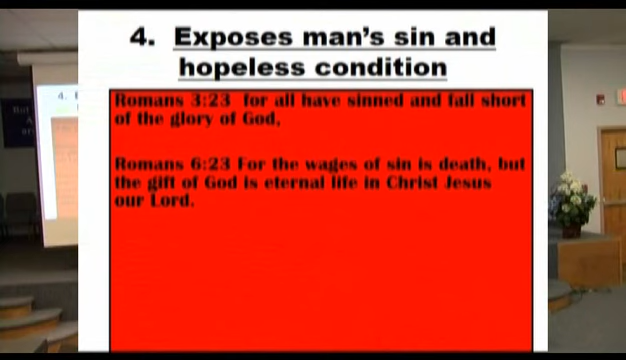 4. Exposes man's sin and
hopeless condition
Romans 3:23 for all have sinned and fall short
of the glory of God,
Romans 6:23 For the wages of sin is death, but
the gift of God is eternal life in Christ Jesus
our Lord.